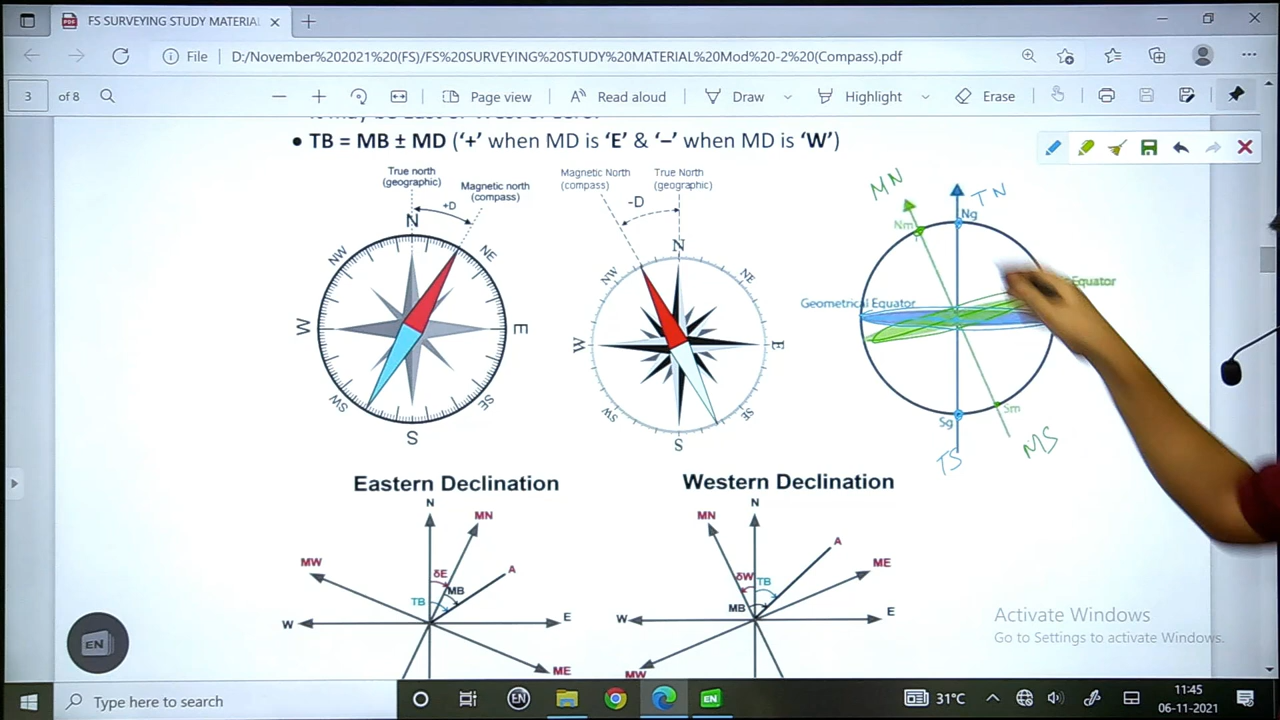 FS SURVEYING STUDY MATERIAL
File
D:/November%202021%20(FS)/FS%20SURVEYING%20STUDY%20MATERIAL%20Mod%20-2%20(Compass).pdf
3 of 8
Page view
Read aloud
Draw
Highlight
Erase
• TB = MB ± MD ('+' when MD is 'E' & '–' when MD is 'W')
True north
(geographic)
Magnetic north
(compass)
+D
N
NW
NE
W
E
SW
SE
S
Magnetic North
(compass)
True North
(geographic)
-D
N
NW
NE
W
E
SW
SE
S
MN
TN
Nm
Ng
Equator
Geometrical Equator
Sg
Sm
TS
MS
Eastern Declination
N
MN
MW
δE
A
MB
TB
W
E
ME
Western Declination
N
MN
A
ME
δW
TB
MB
W
E
MW
Activate Windows
Go to Settings to activate Windows.
EN
Type here to search
EN
EN
31°C
11:45
06-11-2021